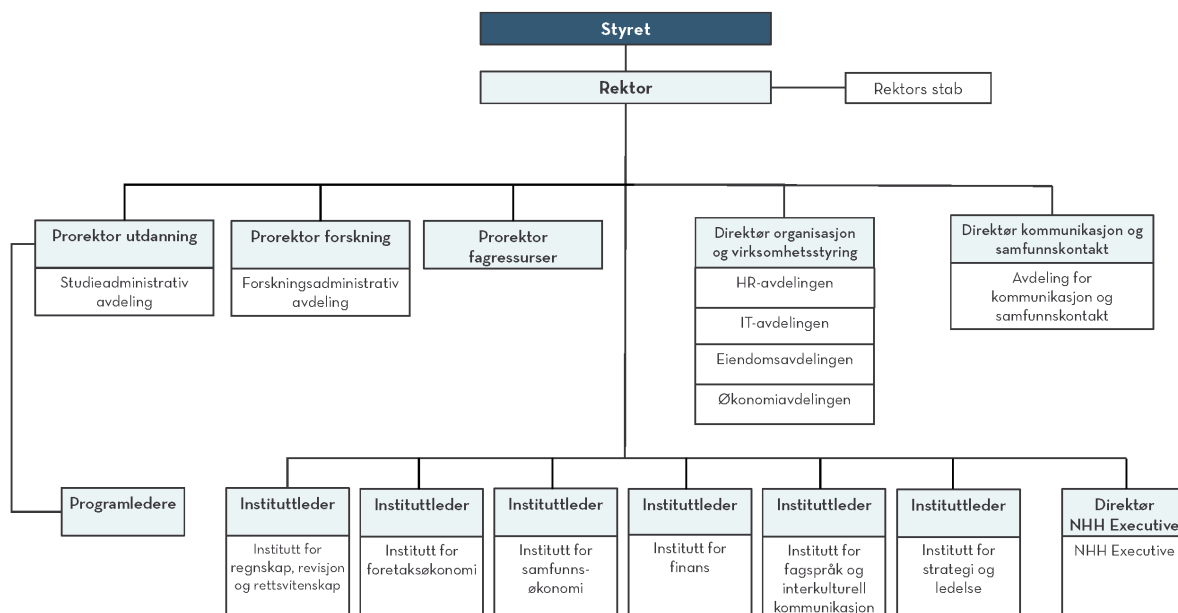 Styret
Rektor
Rektors stab
Prorektor utdanning
Studieadministrativ
avdeling
Prorektor forskning
Forskningsadministrativ
avdeling
Prorektor
fagressurser
Direktør organisasjon
og virksomhetsstyring
HR-avdelingen
IT-avdelingen
Eiendomsavdelingen
Økonomiavdelingen
Direktør kommunikasjon og
samfunnskontakt
Avdeling for
kommunikasjon og
samfunnskontakt
Programledere
Instituttleder
Institutt for
regnskap, revisjon
og rettsvitenskap
Instituttleder
Institutt for
foretaksøkonomi
Instituttleder
Institutt for
samfunns-
økonomi
Instituttleder
Institutt for
finans
Instituttleder
Institutt for
fagspråk og
interkulturell
kommunikasjon
Instituttleder
Institutt for
strategi og
ledelse
Direktør
NHH Executive
NHH Executive